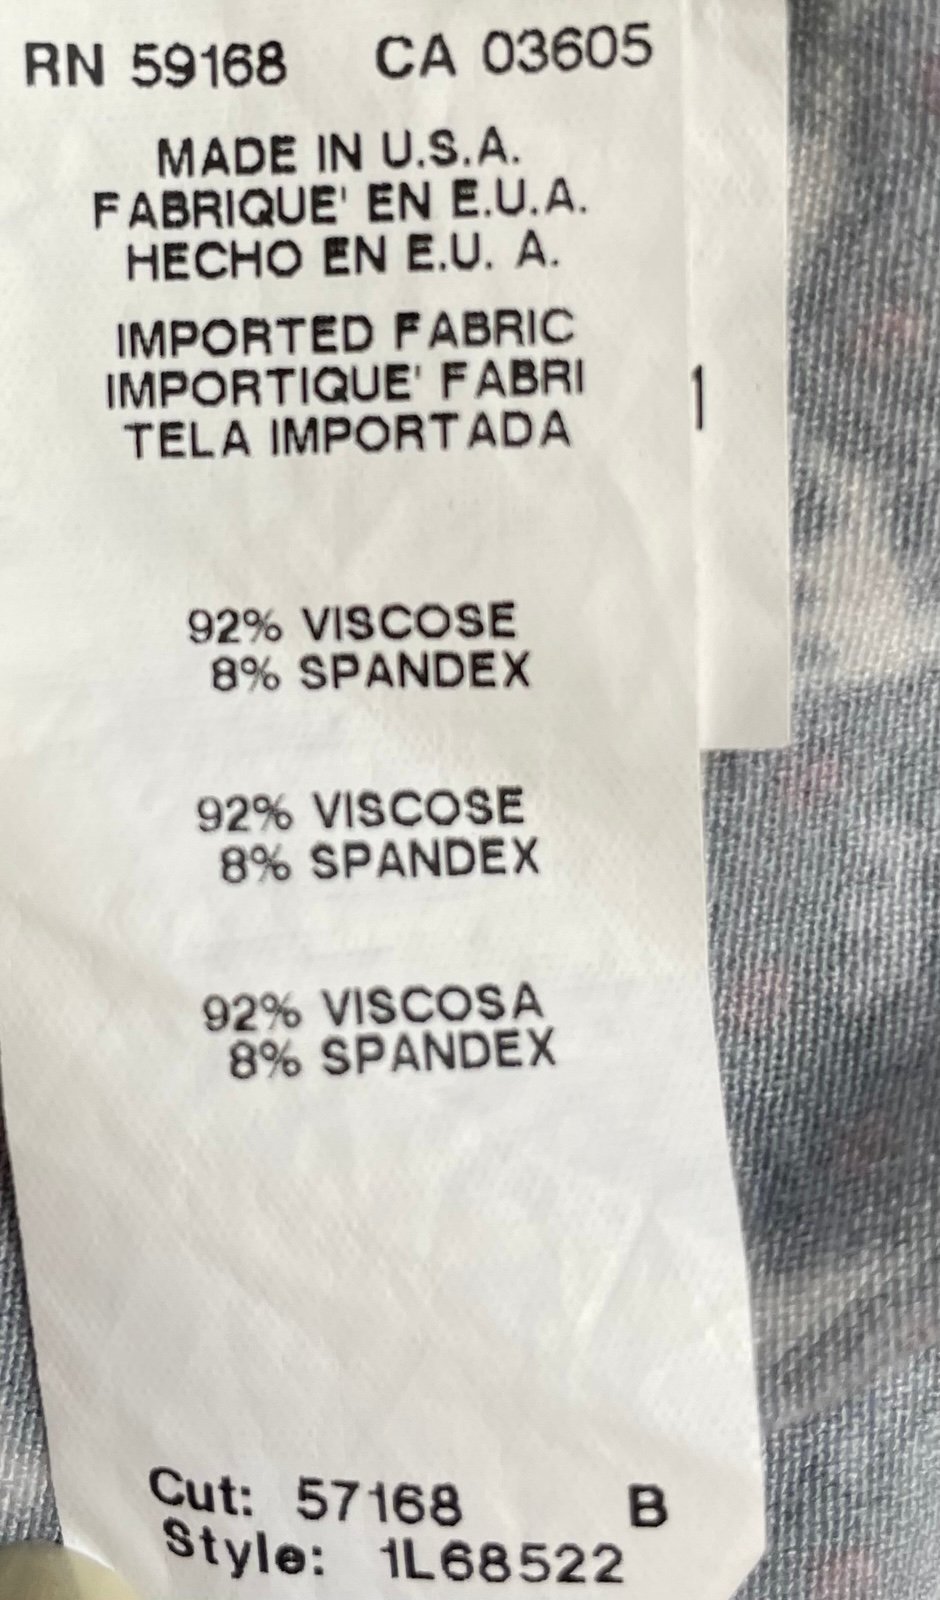 RN 59168 CA 03605
MADE IN U.S.A.
FABRIQUE' EN E.U.A.
HECHO EN E.U. A.
IMPORTED FABRIC
IMPORTIQUE' FABRI
TELA IMPORTADA
1
92% VISCOSE
8% SPANDEX
92% VISCOSE
8% SPANDEX
92% VISCOSA
8% SPANDEX
Cut: 57168 B
Style: 1L68522